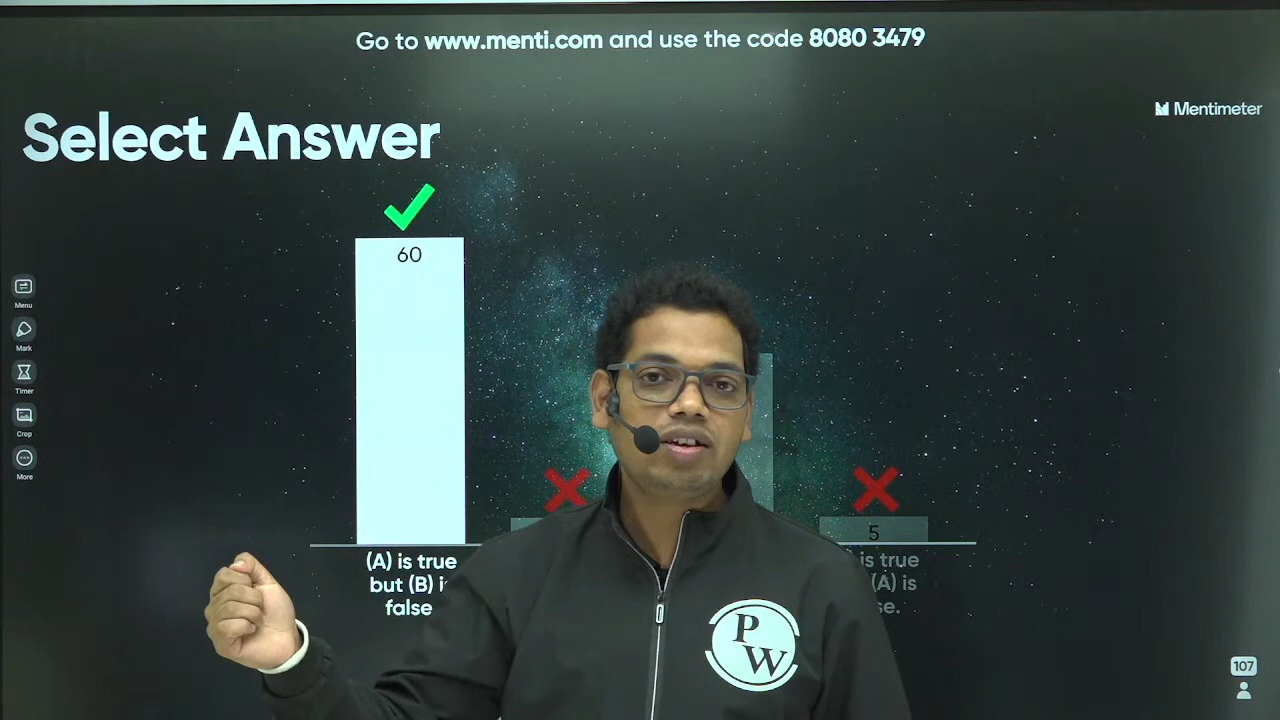 Go to www.menti.com and use the code 8080 3479
Mentimeter
Select Answer
60
Menu
Mark
Timer
Crop
More
5
(A) is true
but (B) is
false
is true
(A) is
P
W
107